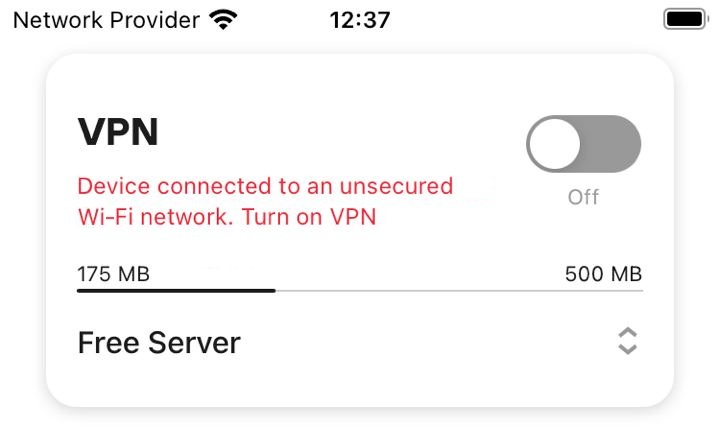 Network Provider 12:37
VPN
Device connected to an unsecured
Wi-Fi network. Turn on VPN
Off
175 MB 500 MB
Free Server